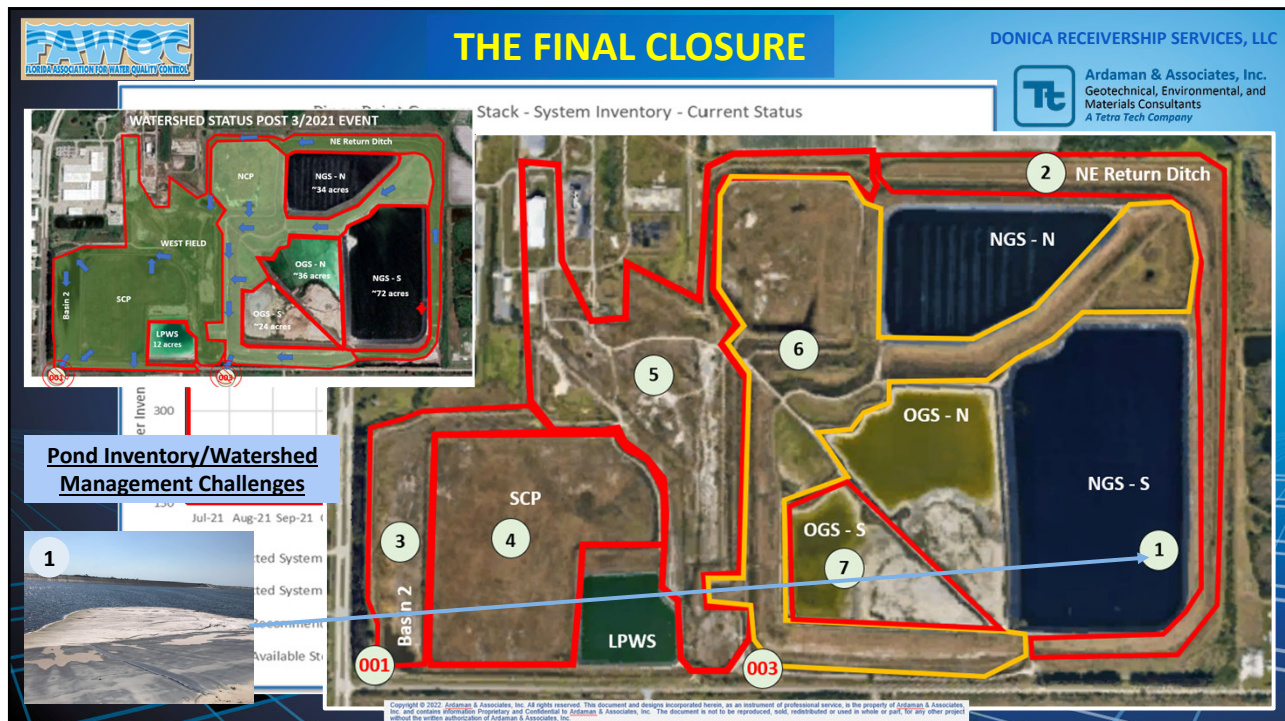 FAWQC
FLORIDA ASSOCIATION FOR WATER QUALITY CONTROL
THE FINAL CLOSURE
DONICA RECEIVERSHIP SERVICES, LLC
Tt
Ardaman & Associates, Inc.
Geotechnical, Environmental, and
Materials Consultants
A Tetra Tech Company
Stack - System Inventory - Current Status
WATERSHED STATUS POST 3/2021 EVENT
NE Return Ditch
NCP
NGS - N
~34 acres
WEST FIELD
OGS - N
~36 acres
NGS - S
~72 acres
Basin 2
SCP
OGS - S
~24 acres
LPWS
12 acres
001
003
2
NE Return Ditch
NGS - N
6
5
OGS - N
NGS - S
SCP
3
4
OGS - S
7
1
Basin 2
LPWS
001
003
300
150
Pond Inventory/Watershed
Management Challenges
Jul-21 Aug-21 Sep-21
1
cted System
cted System
Available
Copyright © 2022. Ardaman & Associates, Inc. All rights reserved. This document and designs incorporated herein, as an instrument of professional service, is the property of Ardaman & Associates,
Inc. and contains information Proprietary and Confidential to Ardaman & Associates, Inc. The document is not to be reproduced, sold, redistributed or used in whole or part, for any other project
without the written authorization of Ardaman & Associates, Inc.